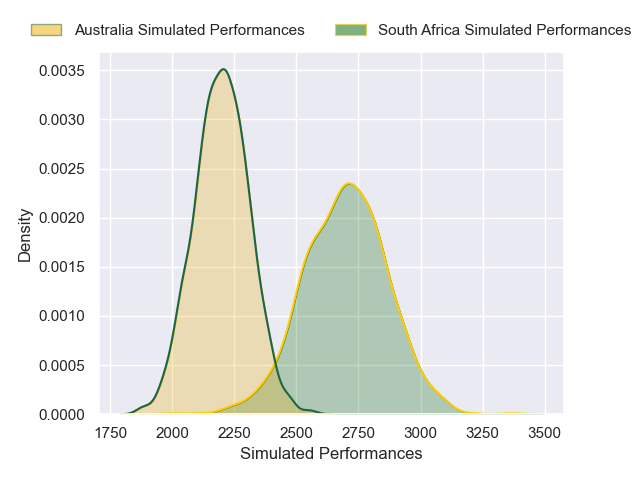 Australia Simulated Performances South Africa Simulated Performances
0.0035
0.0030
0.0025
0.0020
0.0015
0.0010
0.0005
0.0000
Density
1750 2000 2250 2500 2750 3000 3250 3500
Simulated Performances